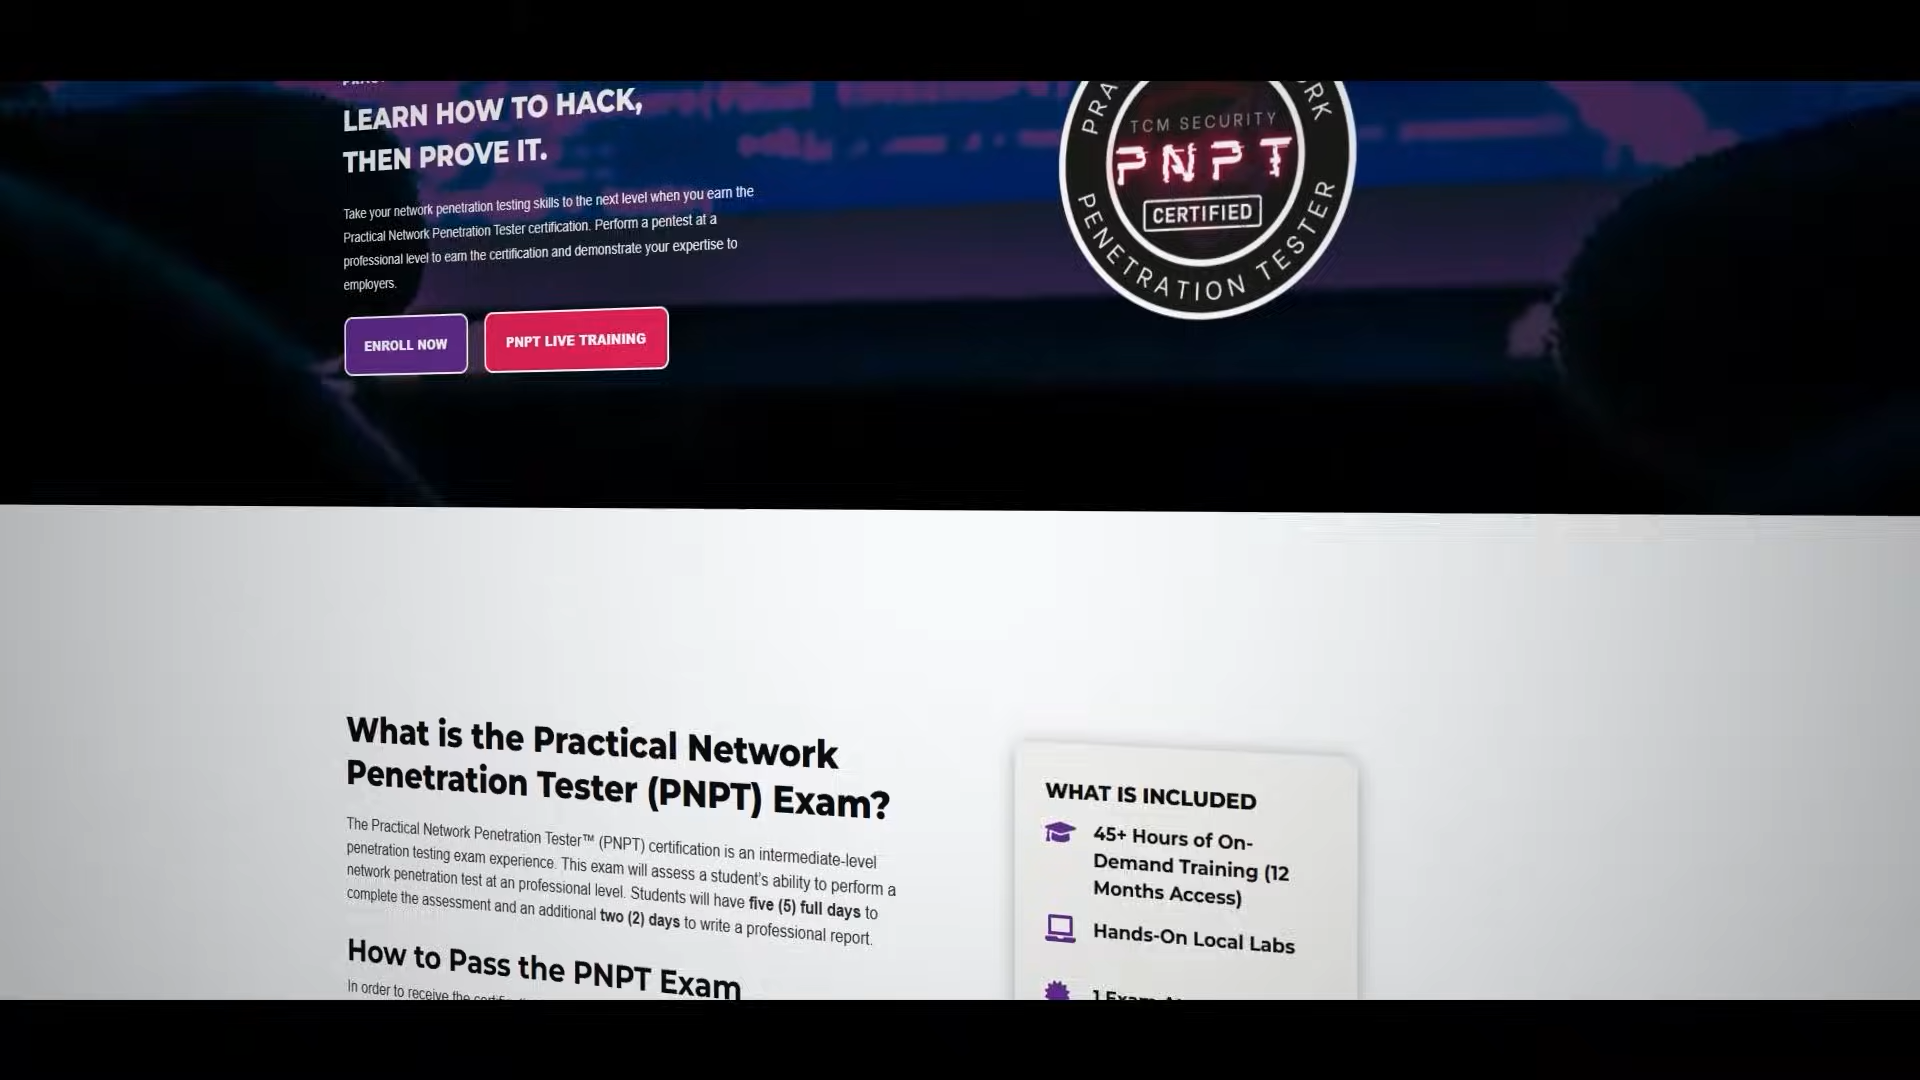 LEARN HOW TO HACK,
THEN PROVE IT.
Take your network penetration testing skills to the next level when you earn the
Practical Network Penetration Tester certification. Perform a pentest at a
professional level to earn the certification and demonstrate your expertise to
employers.
ENROLL NOW
PNPT LIVE TRAINING
TCM SECURITY
PNPT
CERTIFIED
PENETRATION TESTER
What is the Practical Network
Penetration Tester (PNPT) Exam?
The Practical Network Penetration Tester™ (PNPT) certification is an intermediate-level
penetration testing exam experience. This exam will assess a student's ability to perform a
network penetration test at an professional level. Students will have five (5) full days to
complete the assessment and an additional two (2) days to write a professional report.
How to Pass the PNPT Exam
In order to receive the
WHAT IS INCLUDED
45+ Hours of On-
Demand Training (12
Months Access)
Hands-On Local Labs
1 Exam